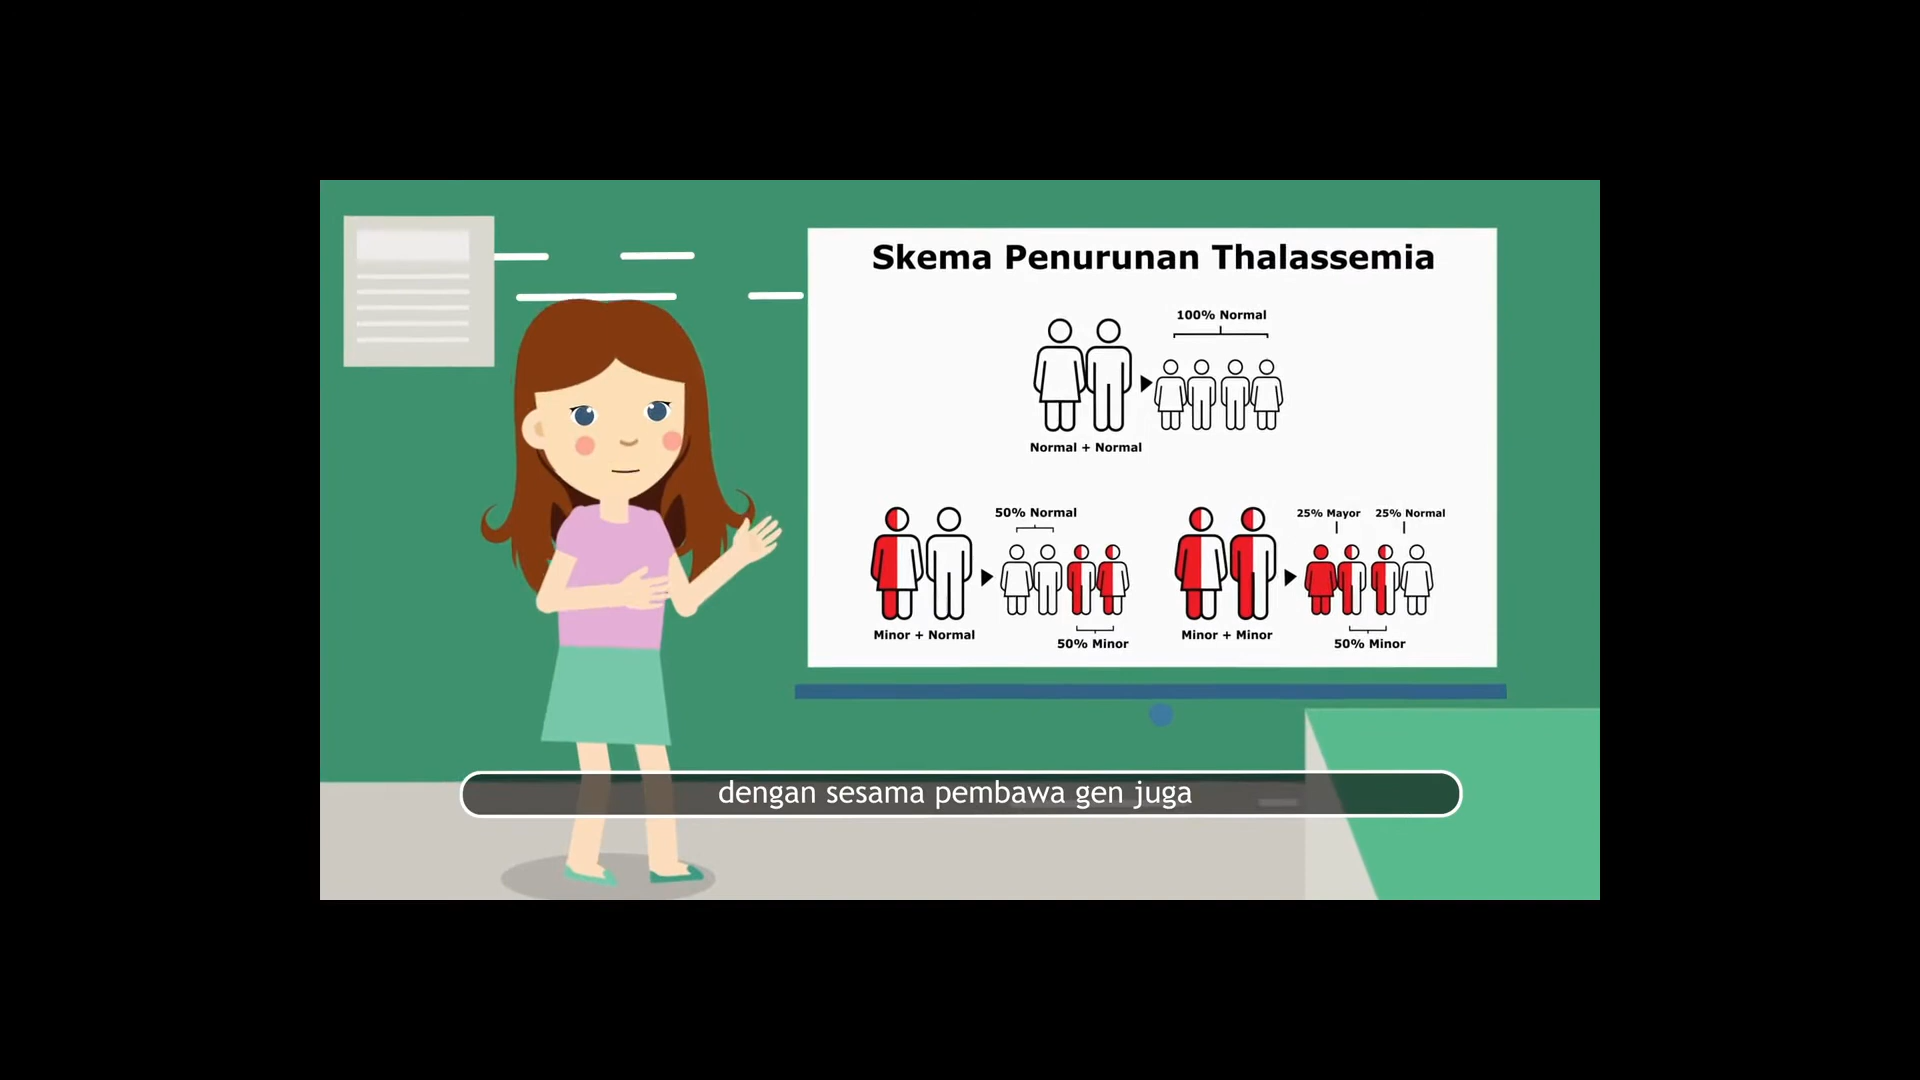 Skema Penurunan Thalassemia
100% Normal
Normal + Normal
50% Normal
Minor + Normal
50% Minor
25% Mayor
25% Normal
Minor + Minor
50% Minor
dengan sesama pembawa gen juga